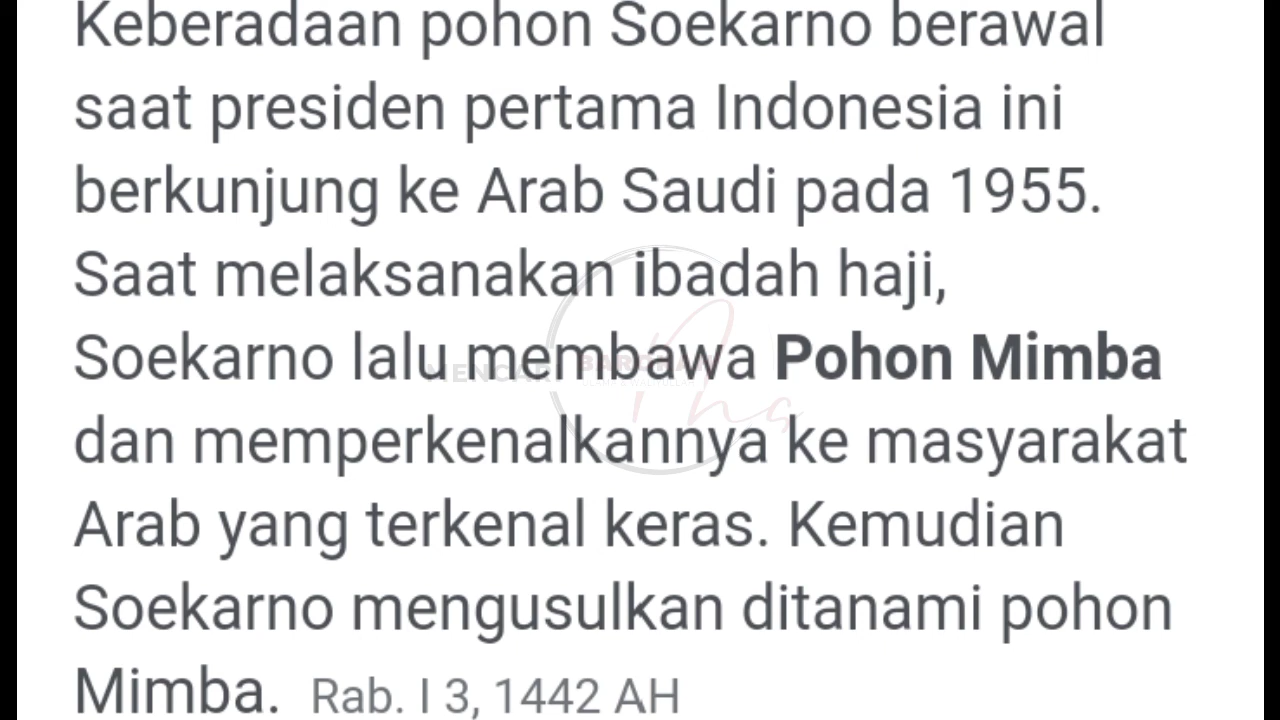 Keberadaan pohon Soekarno berawal
saat presiden pertama Indonesia ini
berkunjung ke Arab Saudi pada 1955.
Saat melaksanakan ibadah haji,
Soekarno lalu membawa Pohon Mimba
dan memperkenalkannya ke masyarakat
Arab yang terkenal keras. Kemudian
Soekarno mengusulkan ditanami pohon
Mimba. Rab. I 3, 1442 AH
MENCARI